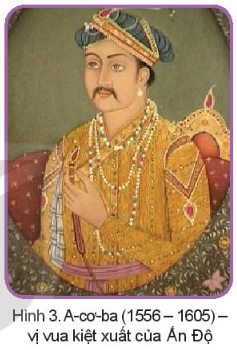 Hình 3. A-cơ-ba (1556 – 1605) –
vị vua kiệt xuất của Ấn Độ